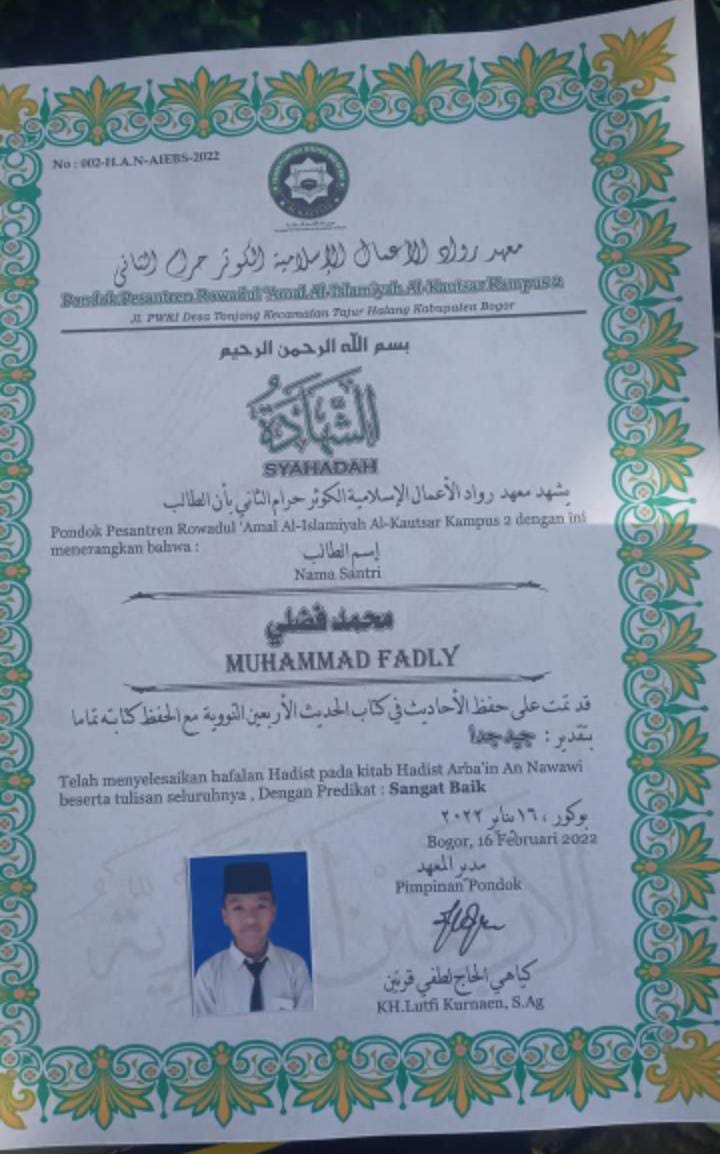 No : 002-H.A.N-AIEBS-2022
معهد رواد الأعمال الإسلامية الكوثر حرام الثاني
Pondok Pesantren Rowadul 'Amal Al-Islamiyah Al-Kautsar Kampus 2
Jl. PWRI Desa Tonjong Kecamatan Tajur Halang Kabupaten Bogor
بسم الله الرحمن الرحيم
الشهادة
SYAHADAH
يشهد معهد رواد الأعمال الإسلامية الكوثر حرام الثاني بأن الطالب
Pondok Pesantren Rowadul 'Amal Al-Islamiyah Al-Kautsar Kampus 2 dengan ini
menerangkan bahwa :
إسم الطالب
Nama Santri
محمد فضلي
MUHAMMAD FADLY
قد تمت على حفظ الأحاديث في كتاب الحديث الأربعين النووية مع الحفظ كتابته تماما
بتقدير : جيد جدا
Telah menyelesaikan hafalan Hadist pada kitab Hadist Arba'in An Nawawi
beserta tulisan seluruhnya , Dengan Predikat : Sangat Baik
بوكور ، ١٦ يناير ٢٠٢٢
Bogor, 16 Februari 2022
مدير المعهد
Pimpinan Pondok
كياهي الحاج لطفي قرنين
KH.Lutfi Kurnaen, S.Ag